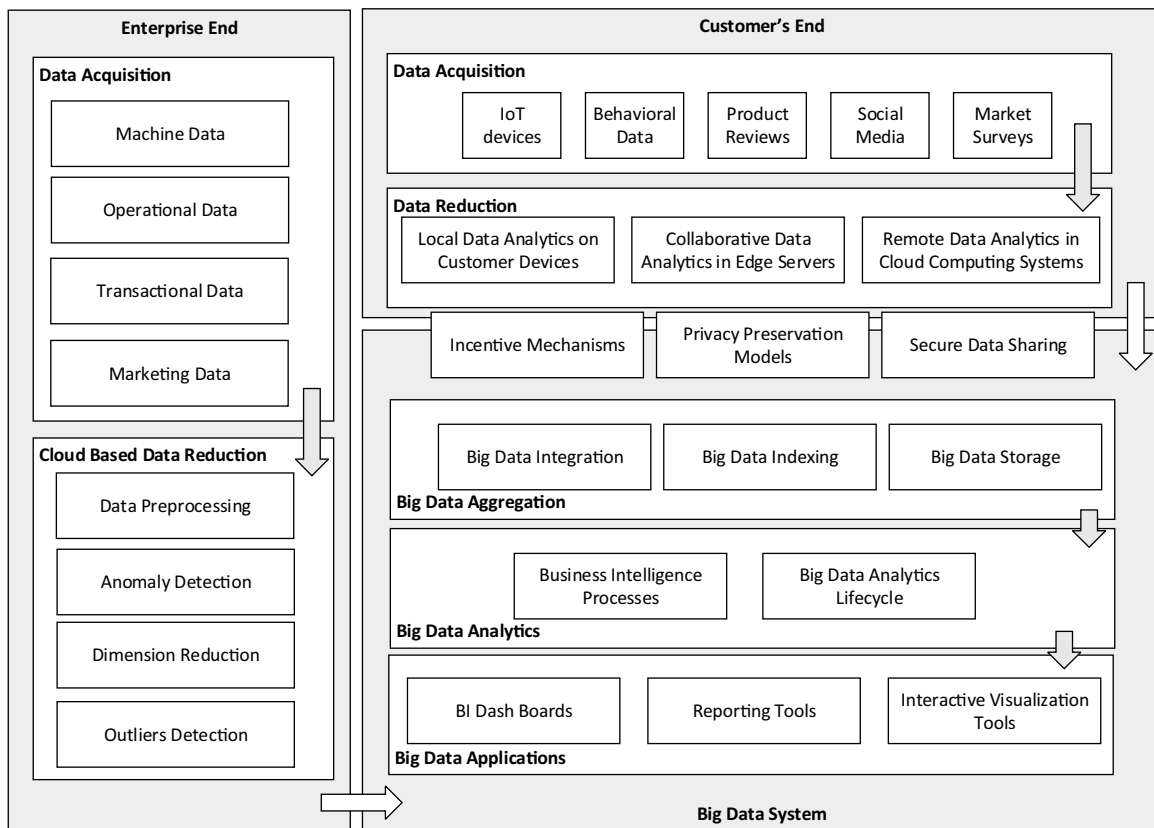 Enterprise End
Data Acquisition
Machine Data
Operational Data
Transactional Data
Marketing Data
Cloud Based Data Reduction
Data Preprocessing
Anomaly Detection
Dimension Reduction
Outliers Detection
Customer's End
Data Acquisition
IoT
devices
Behavioral
Data
Product
Reviews
Social
Media
Market
Surveys
Data Reduction
Local Data Analytics on
Customer Devices
Collaborative Data
Analytics in Edge Servers
Remote Data Analytics in
Cloud Computing Systems
Incentive Mechanisms
Privacy Preservation
Models
Secure Data Sharing
Big Data Integration
Big Data Indexing
Big Data Storage
Big Data Aggregation
Business Intelligence
Processes
Big Data Analytics
Lifecycle
Big Data Analytics
BI Dash Boards
Reporting Tools
Interactive Visualization
Tools
Big Data Applications
Big Data System